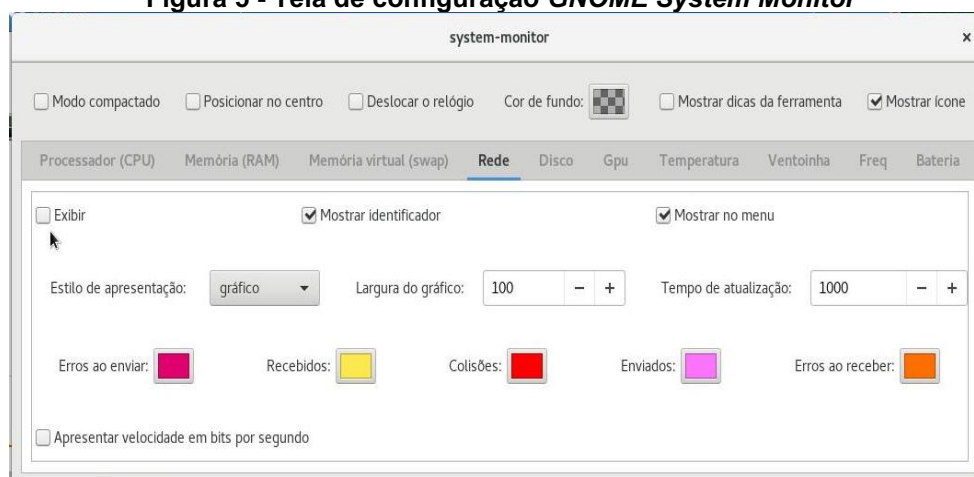 Figura 5 - Tela de configuração GNOME System Monitor
system-monitor
Modo compactado Posicionar no centro Deslocar o relógio Cor de fundo: Mostrar dicas da ferramenta Mostrar ícone
Processador (CPU) Memória (RAM) Memória virtual (swap) Rede Disco Gpu Temperatura Ventoinha Freq Bateria
Exibir Mostrar identificador Mostrar no menu
Estilo de apresentação: gráfico Largura do gráfico: 100 − + Tempo de atualização: 1000 − +
Erros ao enviar: Recebidos: Colisões: Enviados: Erros ao receber:
Apresentar velocidade em bits por segundo